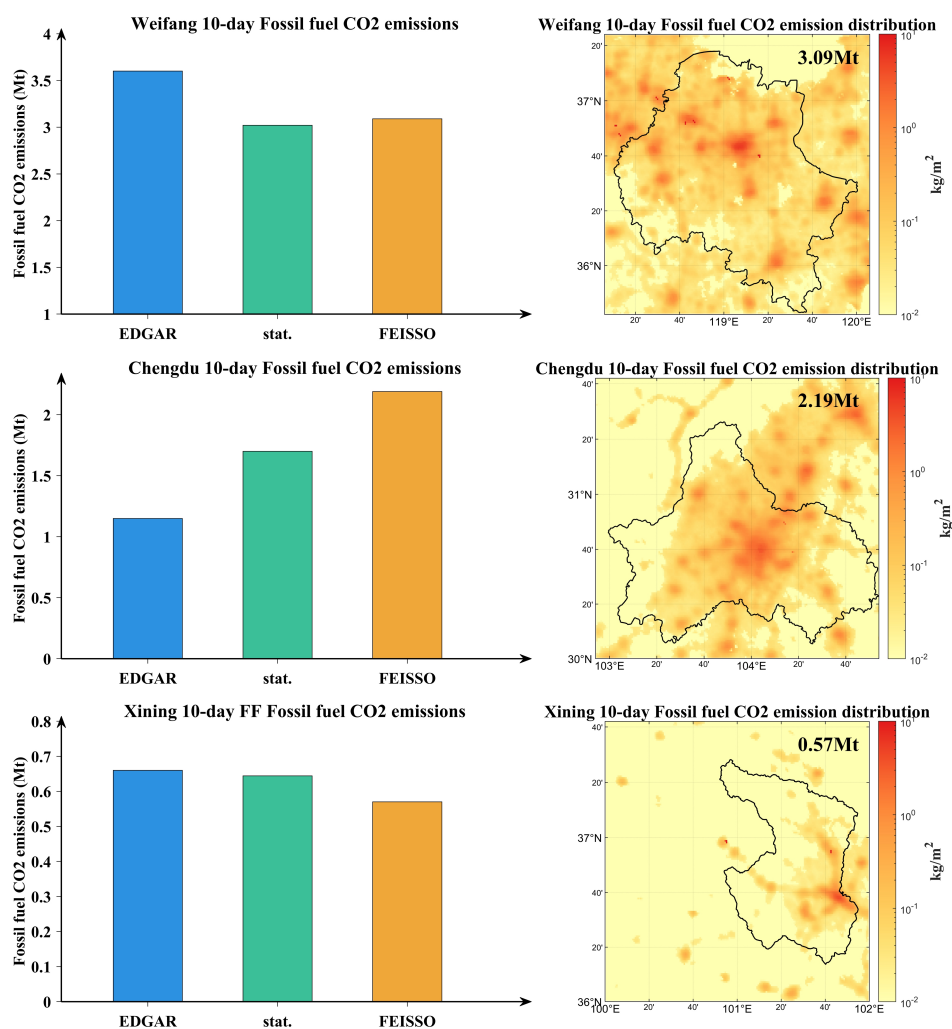 Weifang 10-day Fossil fuel CO2 emissions
Fossil fuel CO2 emissions (Mt)
4
3.5
3
2.5
2
1.5
1
EDGAR stat. FEISSO
Weifang 10-day Fossil fuel CO2 emission distribution
3.09Mt
20'
37°N
40'
20'
36°N
20' 40' 119°E 20' 40' 120°E
10^1
10^0
10^-1
10^-2
kg/m^2
Chengdu 10-day Fossil fuel CO2 emissions
Fossil fuel CO2 emissions (Mt)
2
1.5
1
0.5
0
EDGAR stat. FEISSO
Chengdu 10-day Fossil fuel CO2 emission distribution
2.19Mt
40'
20'
31°N
40'
20'
30°N
103°E 20' 40' 104°E 20' 40'
10^1
10^0
10^-1
10^-2
kg/m^2
Xining 10-day FF Fossil fuel CO2 emissions
Fossil fuel CO2 emissions (Mt)
0.8
0.7
0.6
0.5
0.4
0.3
0.2
0.1
0
EDGAR stat. FEISSO
Xining 10-day Fossil fuel CO2 emission distribution
0.57Mt
40'
20'
37°N
40'
20'
36°N
100°E 20' 40' 101°E 20' 40' 102°E
10^1
10^0
10^-1
10^-2
kg/m^2